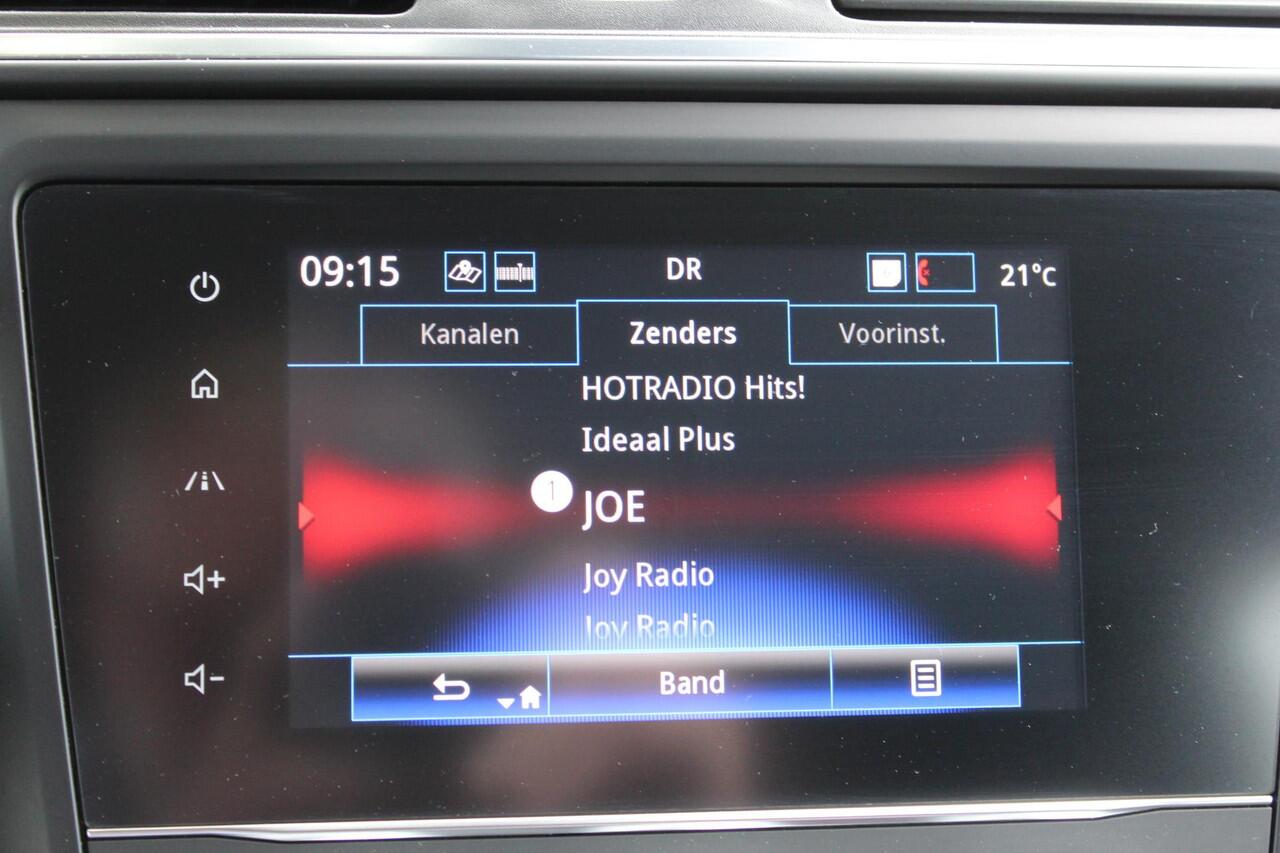 09:15 DR 21°C
Kanalen Zenders Voorinst.
HOTRADIO Hits!
Ideaal Plus
1 JOE
Joy Radio
Joy Radio
Band